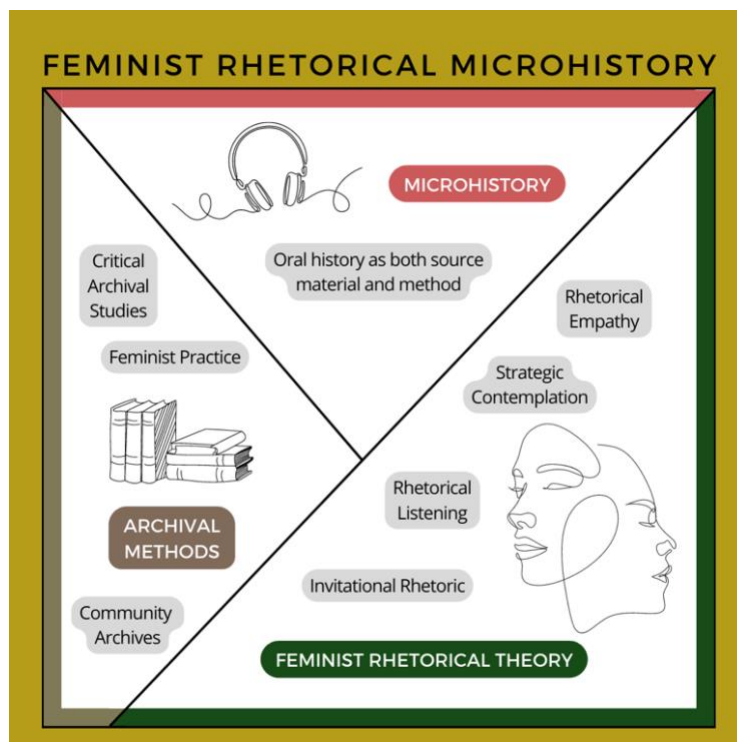 FEMINIST RHETORICAL MICROHISTORY
MICROHISTORY
Oral history as both source
material and method
Critical
Archival
Studies
Feminist Practice
ARCHIVAL
METHODS
Community
Archives
Rhetorical
Empathy
Strategic
Contemplation
Rhetorical
Listening
Invitational Rhetoric
FEMINIST RHETORICAL THEORY